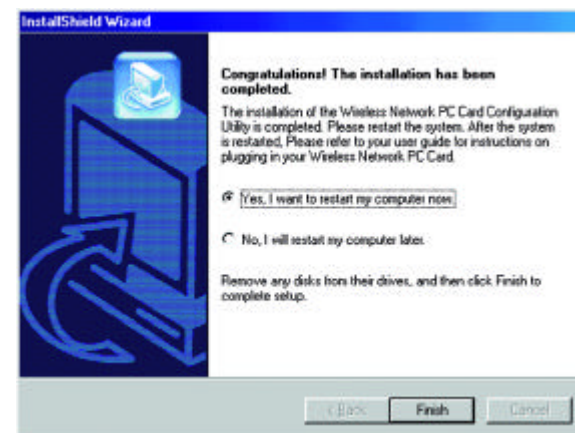 InstallShield Wizard
Congratulations! The installation has been
completed.
The installation of the Wireless Network PC Card Configuration
Utility is completed. Please restart the system. After the system
is restarted, Please refer to your user guide for instructions on
plugging in your Wireless Network PC Card.
Yes, I want to restart my computer now.
No, I will restart my computer later.
Remove any disks from their drives, and then click Finish to
complete setup.
< Back
Finish
Cancel